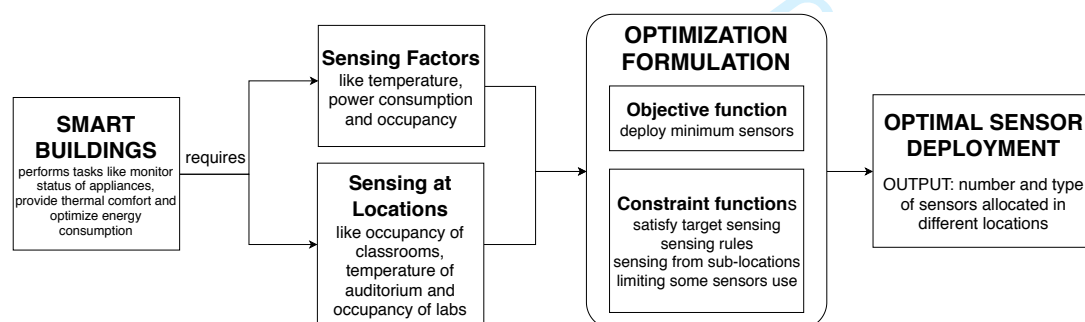 SMART
BUILDINGS
performs tasks like monitor
status of appliances,
provide thermal comfort and
optimize energy
consumption
requires
Sensing Factors
like temperature,
power consumption
and occupancy
Sensing at
Locations
like occupancy of
classrooms,
temperature of
auditorium and
occupancy of labs
OPTIMIZATION
FORMULATION
Objective function
deploy minimum sensors
Constraint functions
satisfy target sensing
sensing rules
sensing from sub-locations
limiting some sensors use
OPTIMAL SENSOR
DEPLOYMENT
OUTPUT: number and type
of sensors allocated in
different locations